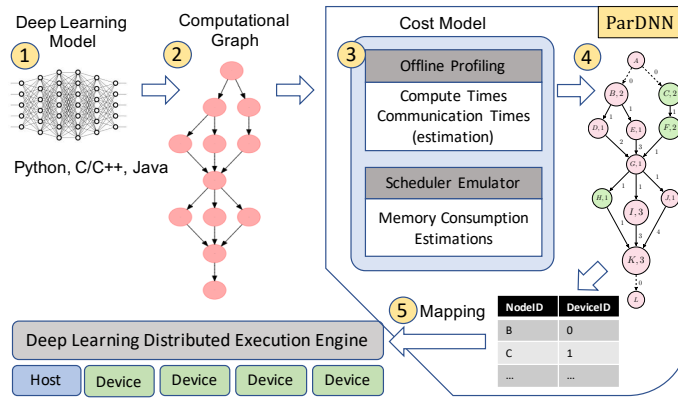 Deep Learning
Model
1
Python, C/C++, Java
2
Computational
Graph
Cost Model
ParDNN
3
Offline Profiling
Compute Times
Communication Times
(estimation)
Scheduler Emulator
Memory Consumption
Estimations
4
A
0
0
B, 2
C, 2
1
1
1
D, 1
E, 1
F, 2
2
3
1
G, 1
1
1
1
H, 1
I, 3
J, 1
1
3
4
K, 3
0
L
5
Mapping
NodeID DeviceID
B 0
C 1
... ...
Deep Learning Distributed Execution Engine
Host Device Device Device Device